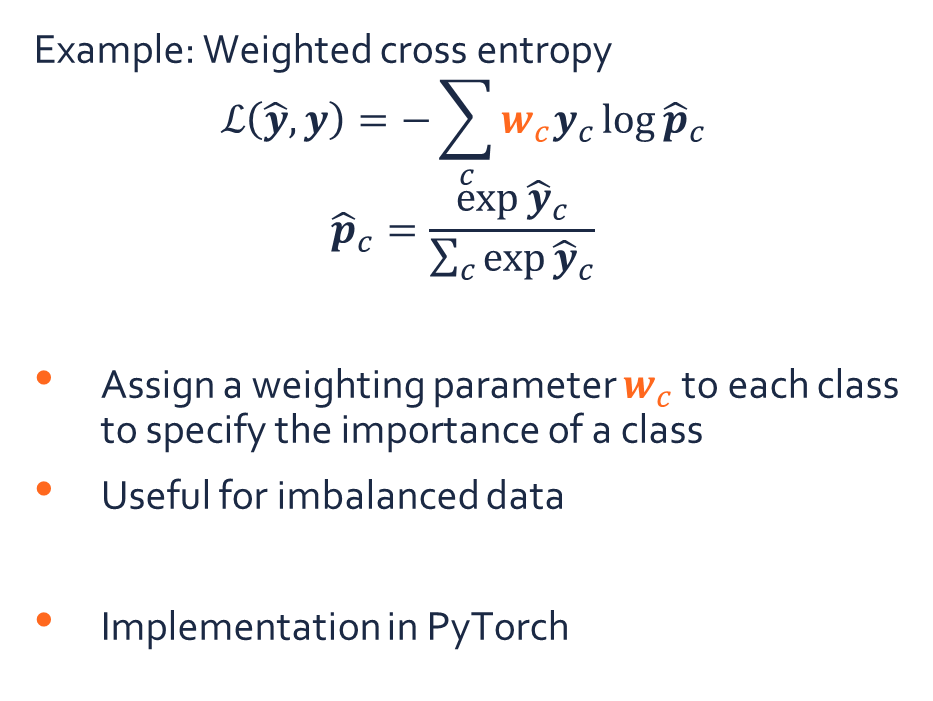 Example: Weighted cross entropy
ℒ(ŷ, y) = − ∑_c w_c y_c log p̂_c
p̂_c = exp ŷ_c / ∑_c exp ŷ_c
• Assign a weighting parameter w_c to each class
to specify the importance of a class
• Useful for imbalanced data
• Implementation in PyTorch